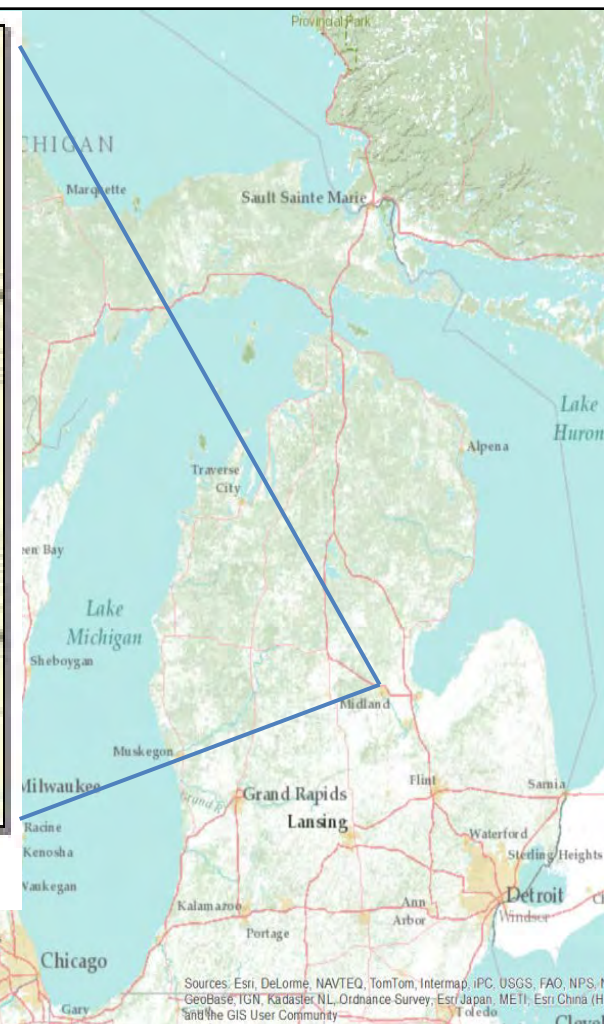 Provincial Park
CHIGAN
Marquette
Sault Sainte Marie
Lake
Huron
Alpena
Traverse
City
en Bay
Lake
Michigan
Sheboygan
Midland
Muskegon
Milwaukee
Flint
Sarnia
Grand Rapids
Grand R
Lansing
Racine
Waterford
Kenosha
Sterling Heights
Waukegan
Detroit
Windsor
Kalamazoo
Ann
Arbor
Portage
Chicago
Sources: Esri, DeLorme, NAVTEQ, TomTom, Intermap, iPC, USGS, FAO, NPS, N
GeoBase, IGN, Kadaster NL, Ordnance Survey, Esri Japan, METI, Esri China (H
and the GIS User Community
Gary
Toledo
Clevel